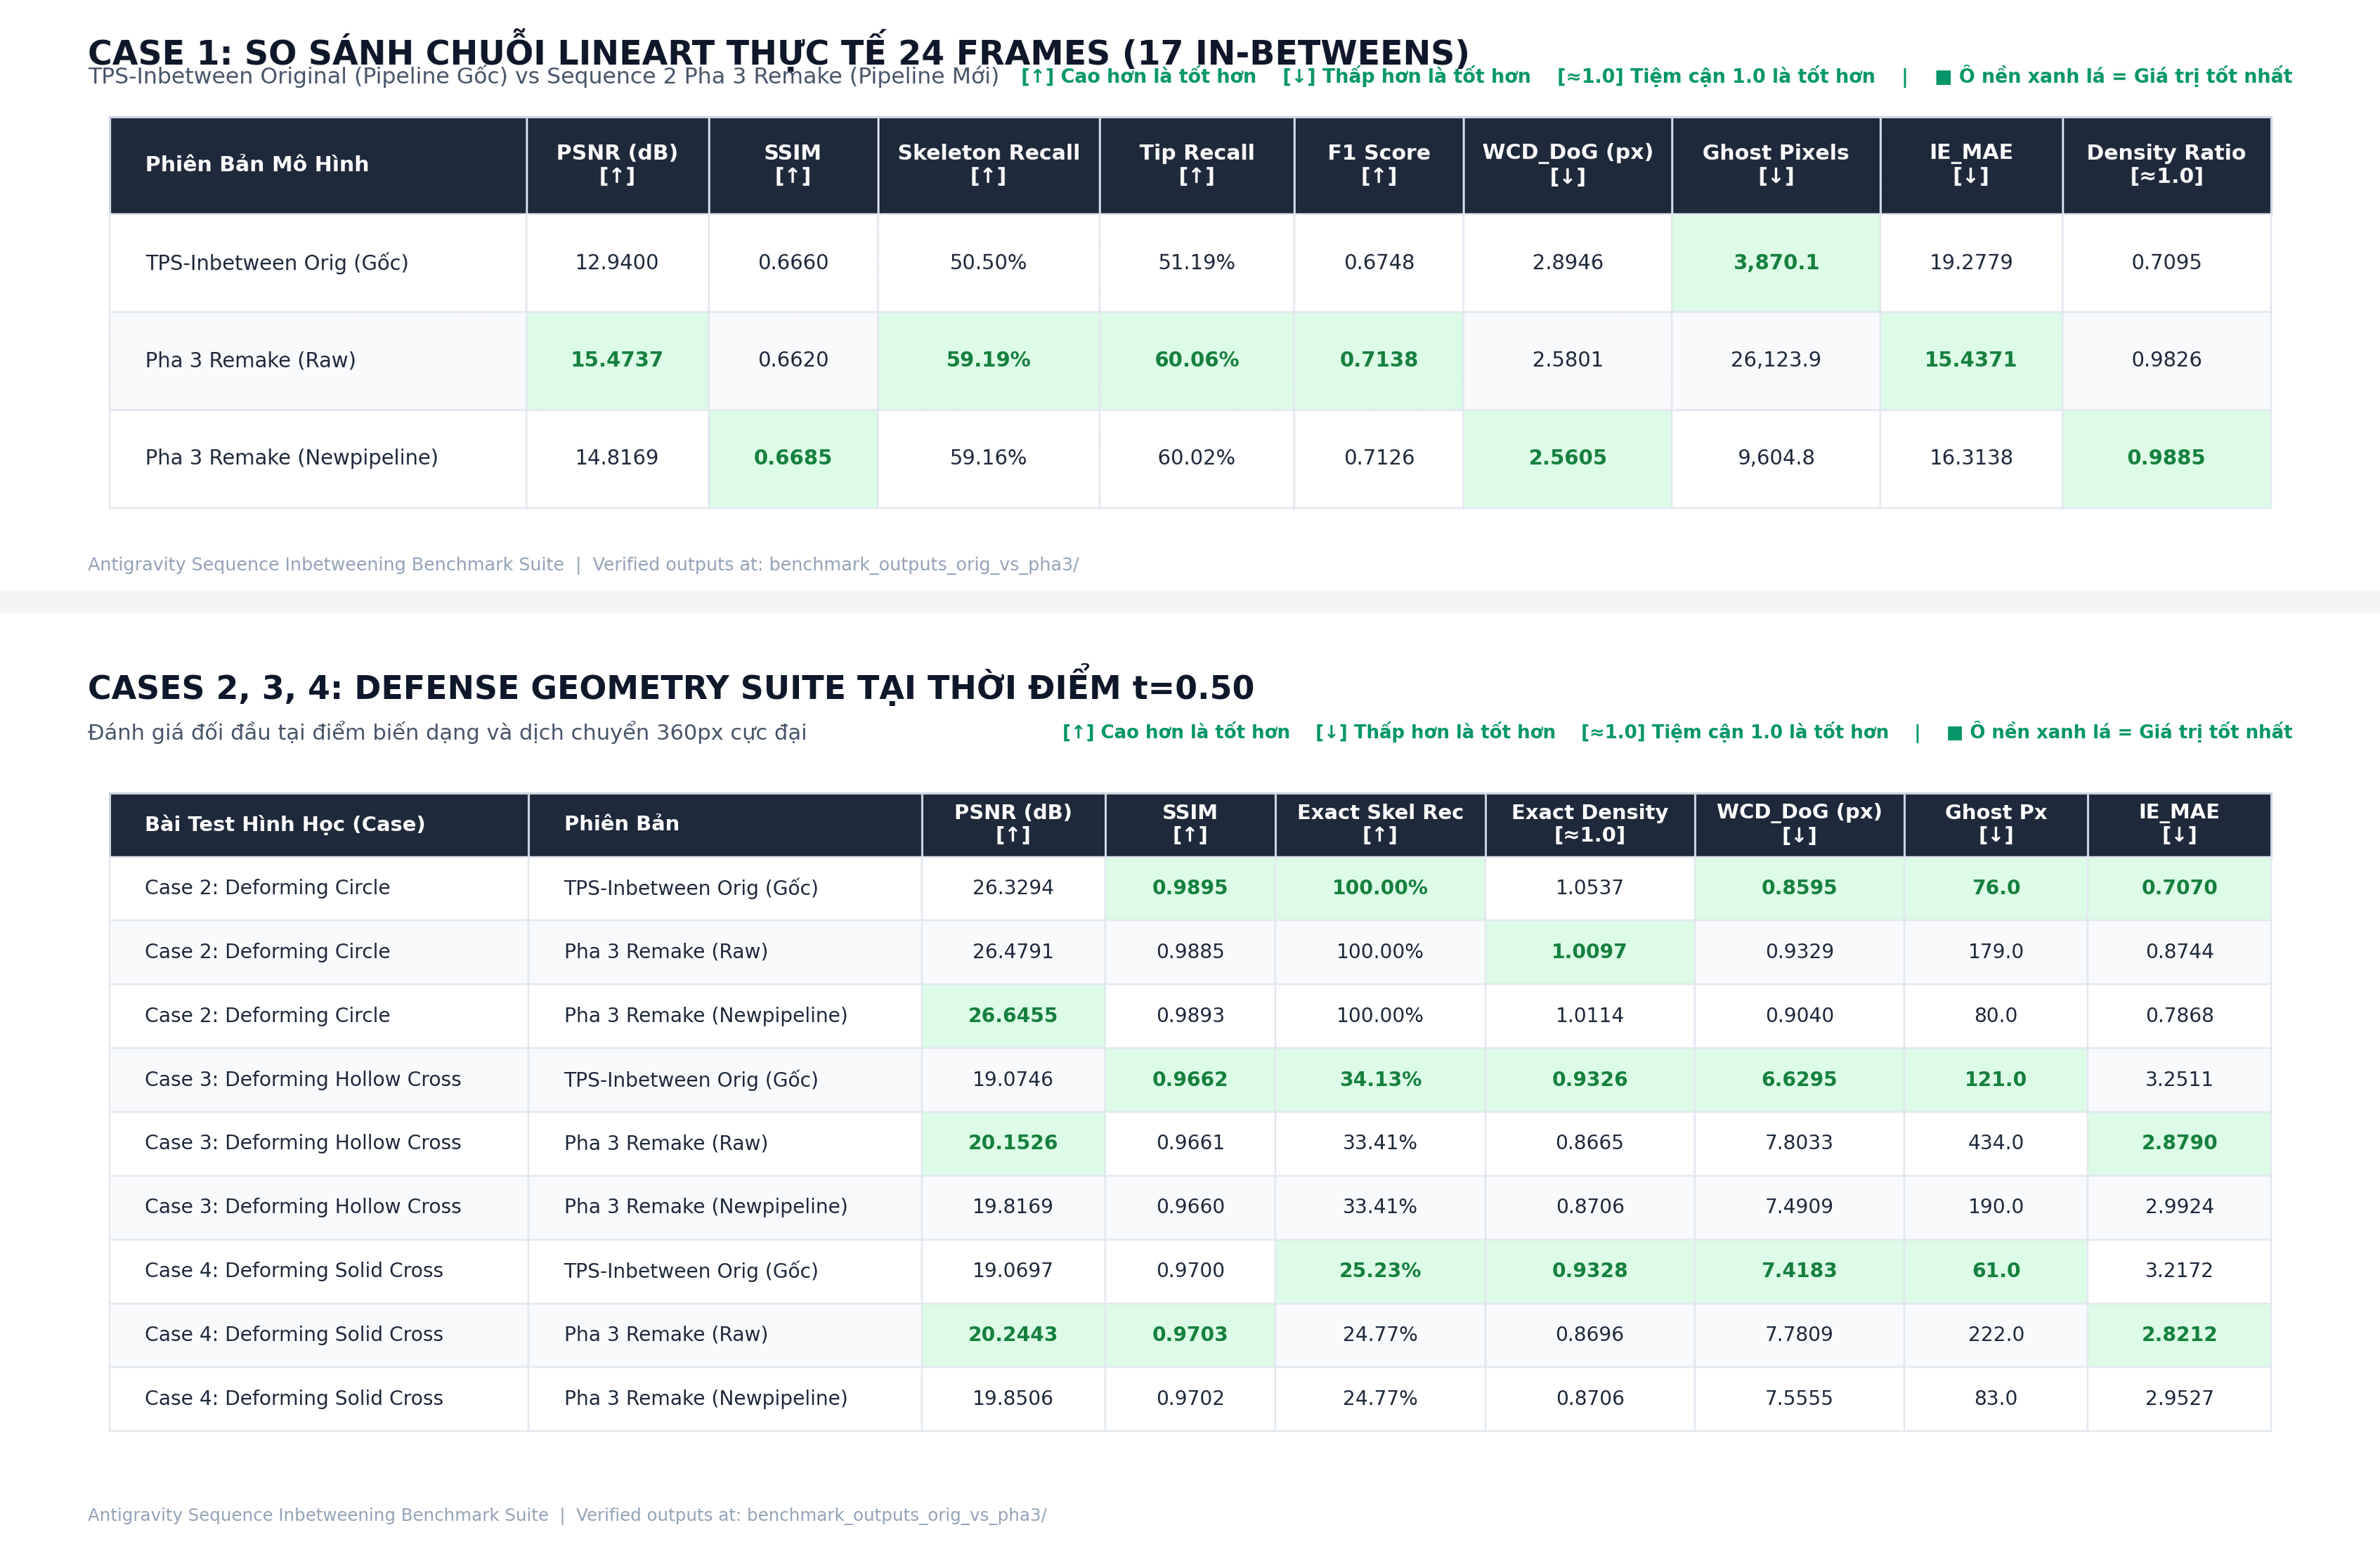 CASE 1: SO SÁNH CHUỖI LINEART THỰC TẾ 24 FRAMES (17 IN-BETWEENS)
TPS-Inbetween Original (Pipeline Gốc) vs Sequence 2 Pha 3 Remake (Pipeline Mới) [↑] Cao hơn là tốt hơn [↓] Thấp hơn là tốt hơn [≈1.0] Tiệm cận 1.0 là tốt hơn | ■ Ô nền xanh lá = Giá trị tốt nhất
Phiên Bản Mô Hình PSNR (dB) [↑] SSIM [↑] Skeleton Recall [↑] Tip Recall [↑] F1 Score [↑] WCD_DoG (px) [↓] Ghost Pixels [↓] IE_MAE [↓] Density Ratio [≈1.0]
TPS-Inbetween Orig (Gốc) 12.9400 0.6660 50.50% 51.19% 0.6748 2.8946 3,870.1 19.2779 0.7095
Pha 3 Remake (Raw) 15.4737 0.6620 59.19% 60.06% 0.7138 2.5801 26,123.9 15.4371 0.9826
Pha 3 Remake (Newpipeline) 14.8169 0.6685 59.16% 60.02% 0.7126 2.5605 9,604.8 16.3138 0.9885
Antigravity Sequence Inbetweening Benchmark Suite | Verified outputs at: benchmark_outputs_orig_vs_pha3/
CASES 2, 3, 4: DEFENSE GEOMETRY SUITE TẠI THỜI ĐIỂM t=0.50
Đánh giá đối đầu tại điểm biến dạng và dịch chuyển 360px cực đại [↑] Cao hơn là tốt hơn [↓] Thấp hơn là tốt hơn [≈1.0] Tiệm cận 1.0 là tốt hơn | ■ Ô nền xanh lá = Giá trị tốt nhất
Bài Test Hình Học (Case) Phiên Bản PSNR (dB) [↑] SSIM [↑] Exact Skel Rec [↑] Exact Density [≈1.0] WCD_DoG (px) [↓] Ghost Px [↓] IE_MAE [↓]
Case 2: Deforming Circle TPS-Inbetween Orig (Gốc) 26.3294 0.9895 100.00% 1.0537 0.8595 76.0 0.7070
Case 2: Deforming Circle Pha 3 Remake (Raw) 26.4791 0.9885 100.00% 1.0097 0.9329 179.0 0.8744
Case 2: Deforming Circle Pha 3 Remake (Newpipeline) 26.6455 0.9893 100.00% 1.0114 0.9040 80.0 0.7868
Case 3: Deforming Hollow Cross TPS-Inbetween Orig (Gốc) 19.0746 0.9662 34.13% 0.9326 6.6295 121.0 3.2511
Case 3: Deforming Hollow Cross Pha 3 Remake (Raw) 20.1526 0.9661 33.41% 0.8665 7.8033 434.0 2.8790
Case 3: Deforming Hollow Cross Pha 3 Remake (Newpipeline) 19.8169 0.9660 33.41% 0.8706 7.4909 190.0 2.9924
Case 4: Deforming Solid Cross TPS-Inbetween Orig (Gốc) 19.0697 0.9700 25.23% 0.9328 7.4183 61.0 3.2172
Case 4: Deforming Solid Cross Pha 3 Remake (Raw) 20.2443 0.9703 24.77% 0.8696 7.7809 222.0 2.8212
Case 4: Deforming Solid Cross Pha 3 Remake (Newpipeline) 19.8506 0.9702 24.77% 0.8706 7.5555 83.0 2.9527
Antigravity Sequence Inbetweening Benchmark Suite | Verified outputs at: benchmark_outputs_orig_vs_pha3/